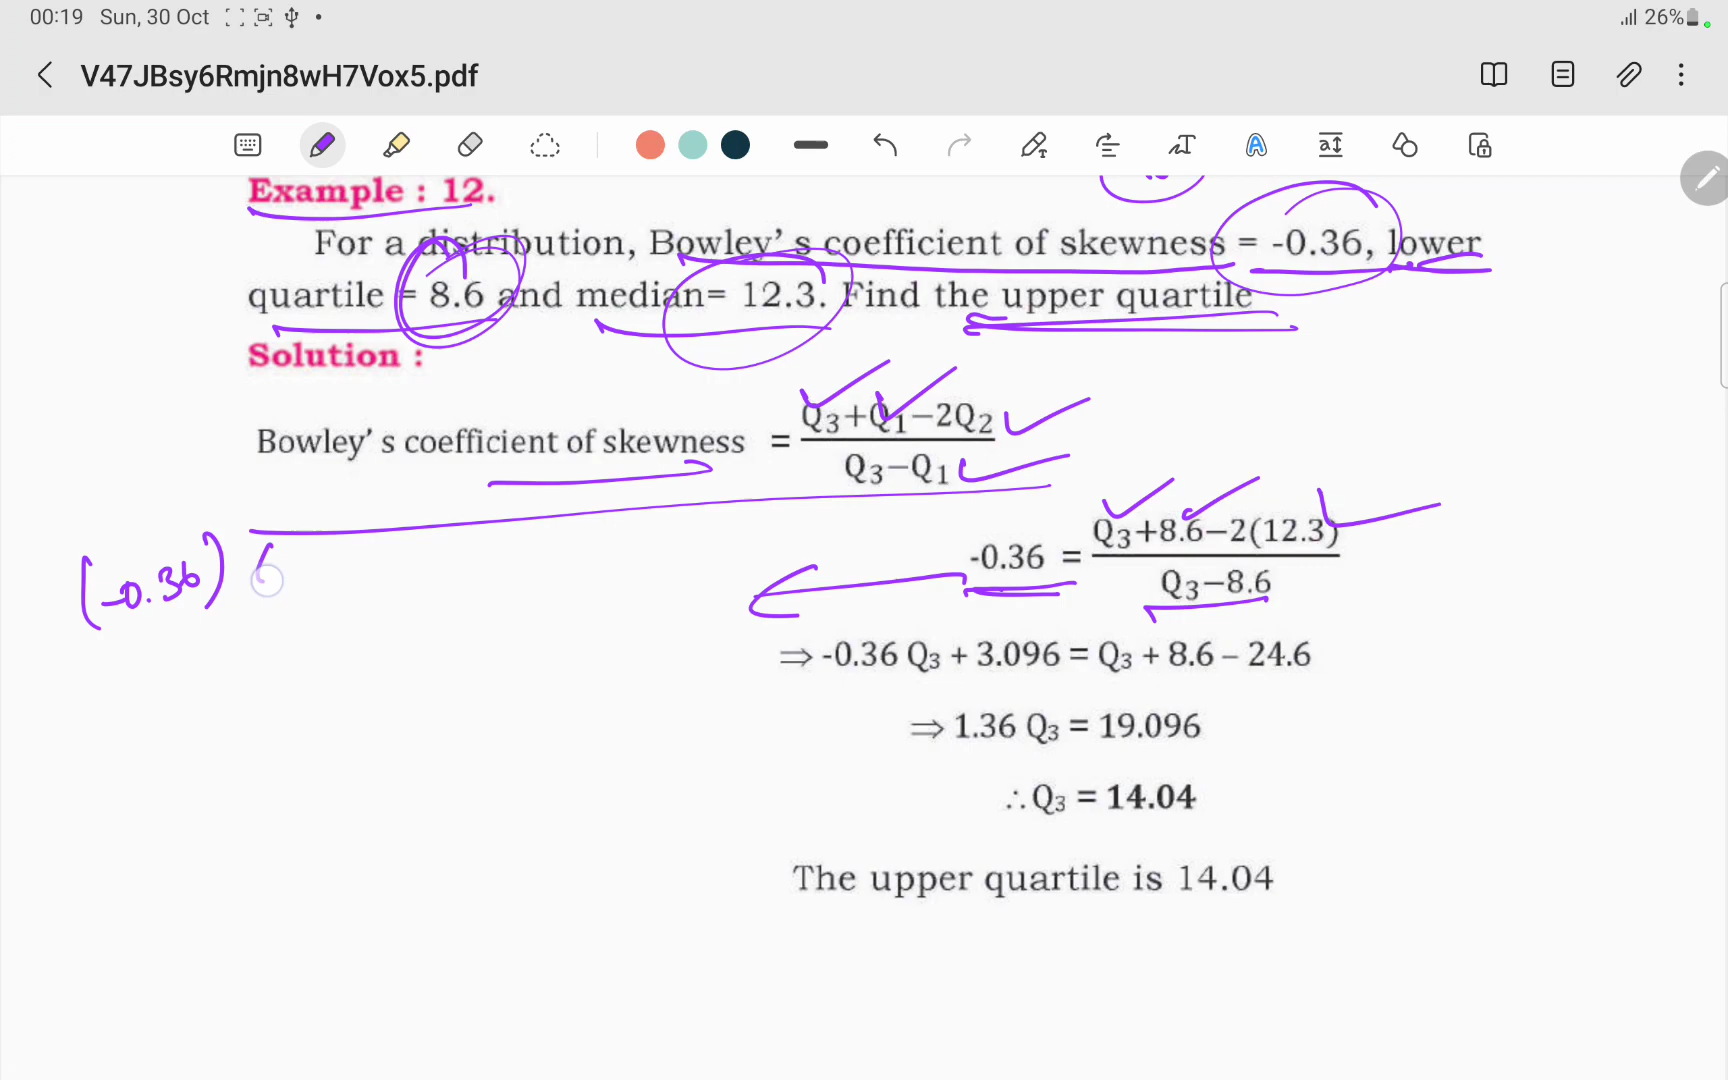 00:19 Sun, 30 Oct 26%
V47JBsy6Rmjn8wH7Vox5.pdf
Example : 12.
For a distribution, Bowley's coefficient of skewness = -0.36, lower
quartile = 8.6 and median= 12.3. Find the upper quartile
Solution :
Bowley's coefficient of skewness = Q₃+Q₁−2Q₂
Q₃−Q₁
-0.36 = Q₃+8.6−2(12.3)
Q₃−8.6
(-0.36) (
⇒ -0.36 Q₃ + 3.096 = Q₃ + 8.6 – 24.6
⇒ 1.36 Q₃ = 19.096
∴ Q₃ = 14.04
The upper quartile is 14.04